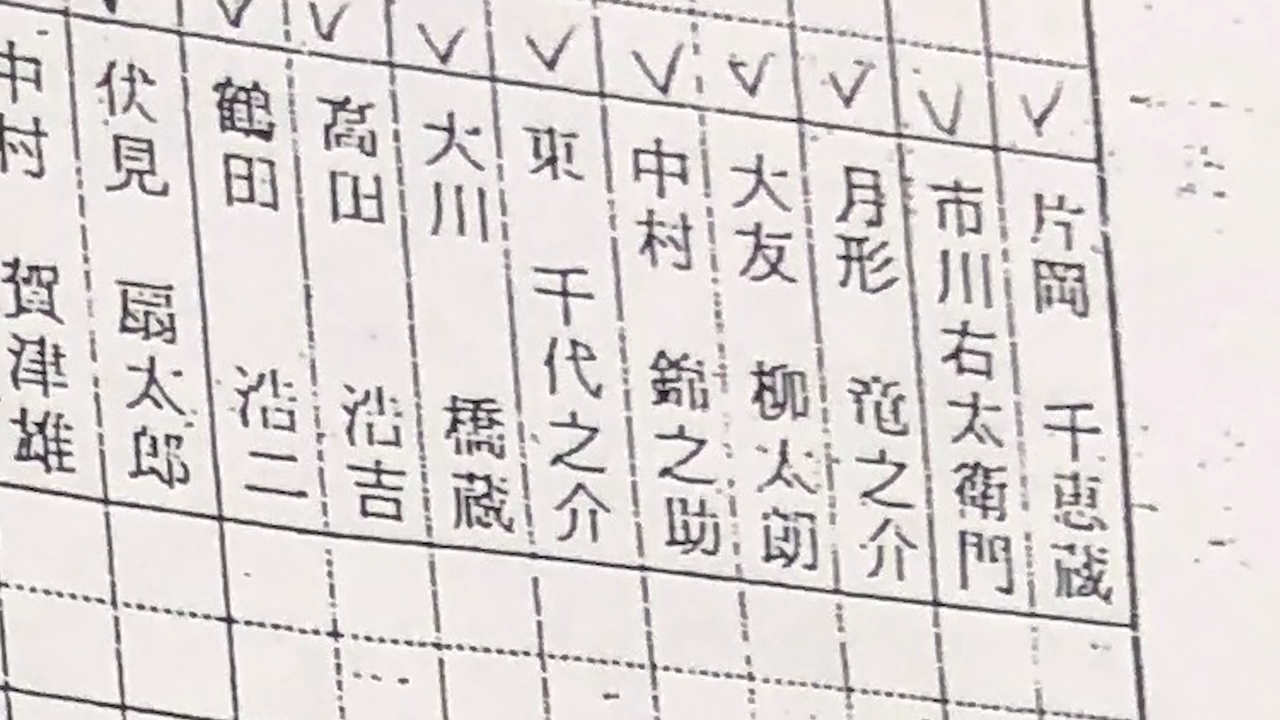 片岡 千恵蔵
市川右太衛門
月形 竜之介
大友 柳太朗
中村 錦之助
東 千代之介
大川 橋蔵
高田 浩吉
鶴田 浩二
伏見 扇太郎
中村 賀津雄